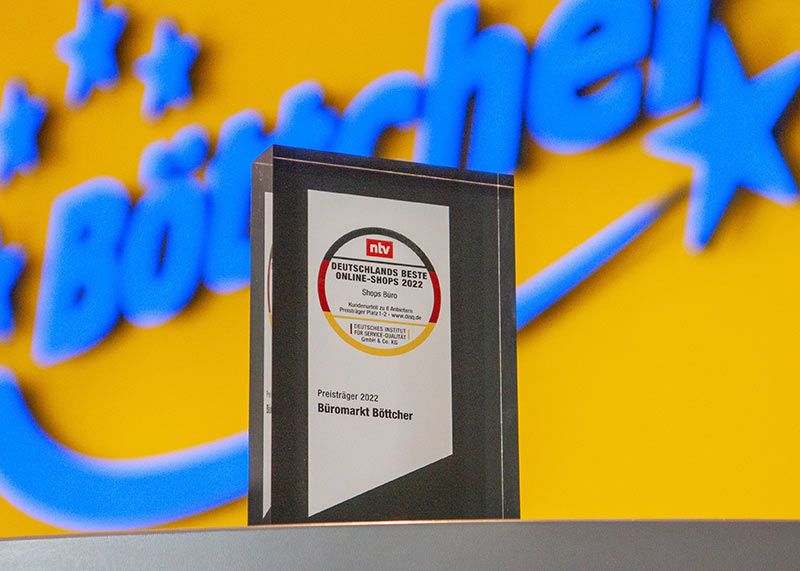 Böttcher
ntv
DEUTSCHLANDS BESTE
ONLINE-SHOPS 2022
Shops Büro
Kundenurteil zu 6 Anbietern
Preisträger Platz 1-2 - www.disq.de
DEUTSCHES INSTITUT
FÜR SERVICE-QUALITÄT
GmbH & Co. KG
Preisträger 2022
Büromarkt Böttcher